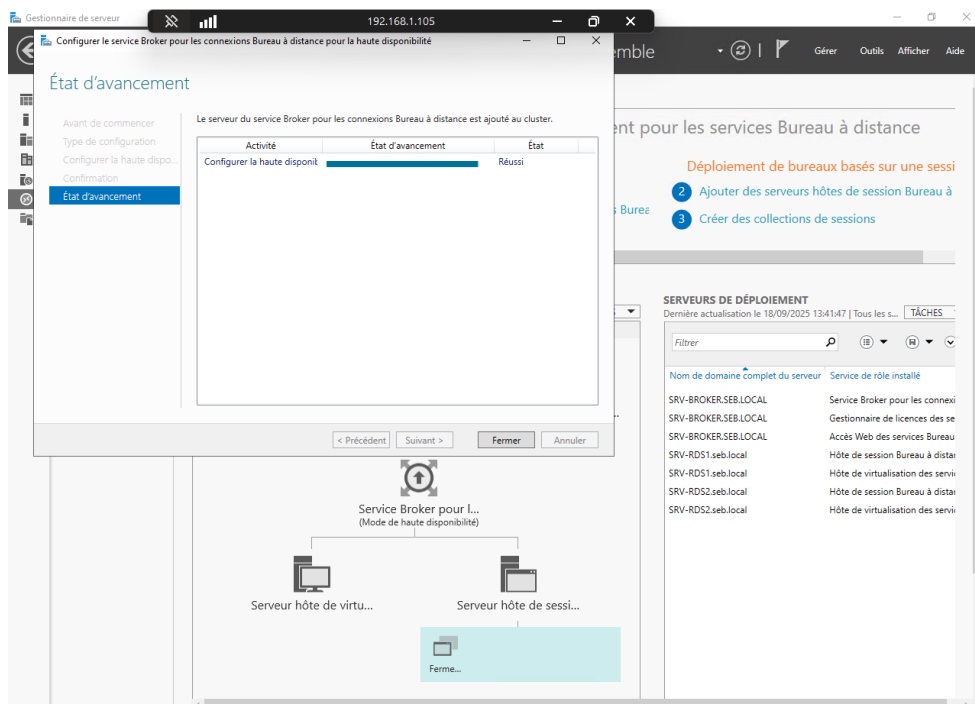 Gestionnaire de serveur
192.168.1.105
Configurer le service Broker pour les connexions Bureau à distance pour la haute disponibilité
Gérer Outils Afficher Aide
État d'avancement
Avant de commencer
Type de configuration
Configurer la haute dispo...
Confirmation
État d'avancement
Le serveur du service Broker pour les connexions Bureau à distance est ajouté au cluster.
Activité État d'avancement État
Configurer la haute disponit Réussi
< Précédent Suivant > Fermer Annuler
pour les services Bureau à distance
Déploiement de bureaux basés sur une sessi
2 Ajouter des serveurs hôtes de session Bureau à
3 Créer des collections de sessions
SERVEURS DE DÉPLOIEMENT
Dernière actualisation le 18/09/2025 13:41:47 | Tous les s... TÂCHES
Filtrer
Nom de domaine complet du serveur Service de rôle installé
SRV-BROKER.SEB.LOCAL Service Broker pour les connexi
SRV-BROKER.SEB.LOCAL Gestionnaire de licences des se
SRV-BROKER.SEB.LOCAL Accès Web des services Bureau
SRV-RDS1.seb.local Hôte de session Bureau à distan
SRV-RDS1.seb.local Hôte de virtualisation des servic
SRV-RDS2.seb.local Hôte de session Bureau à distan
SRV-RDS2.seb.local Hôte de virtualisation des servic
Service Broker pour l...
(Mode de haute disponibilité)
Serveur hôte de virtu...
Serveur hôte de sessi...
Ferme...